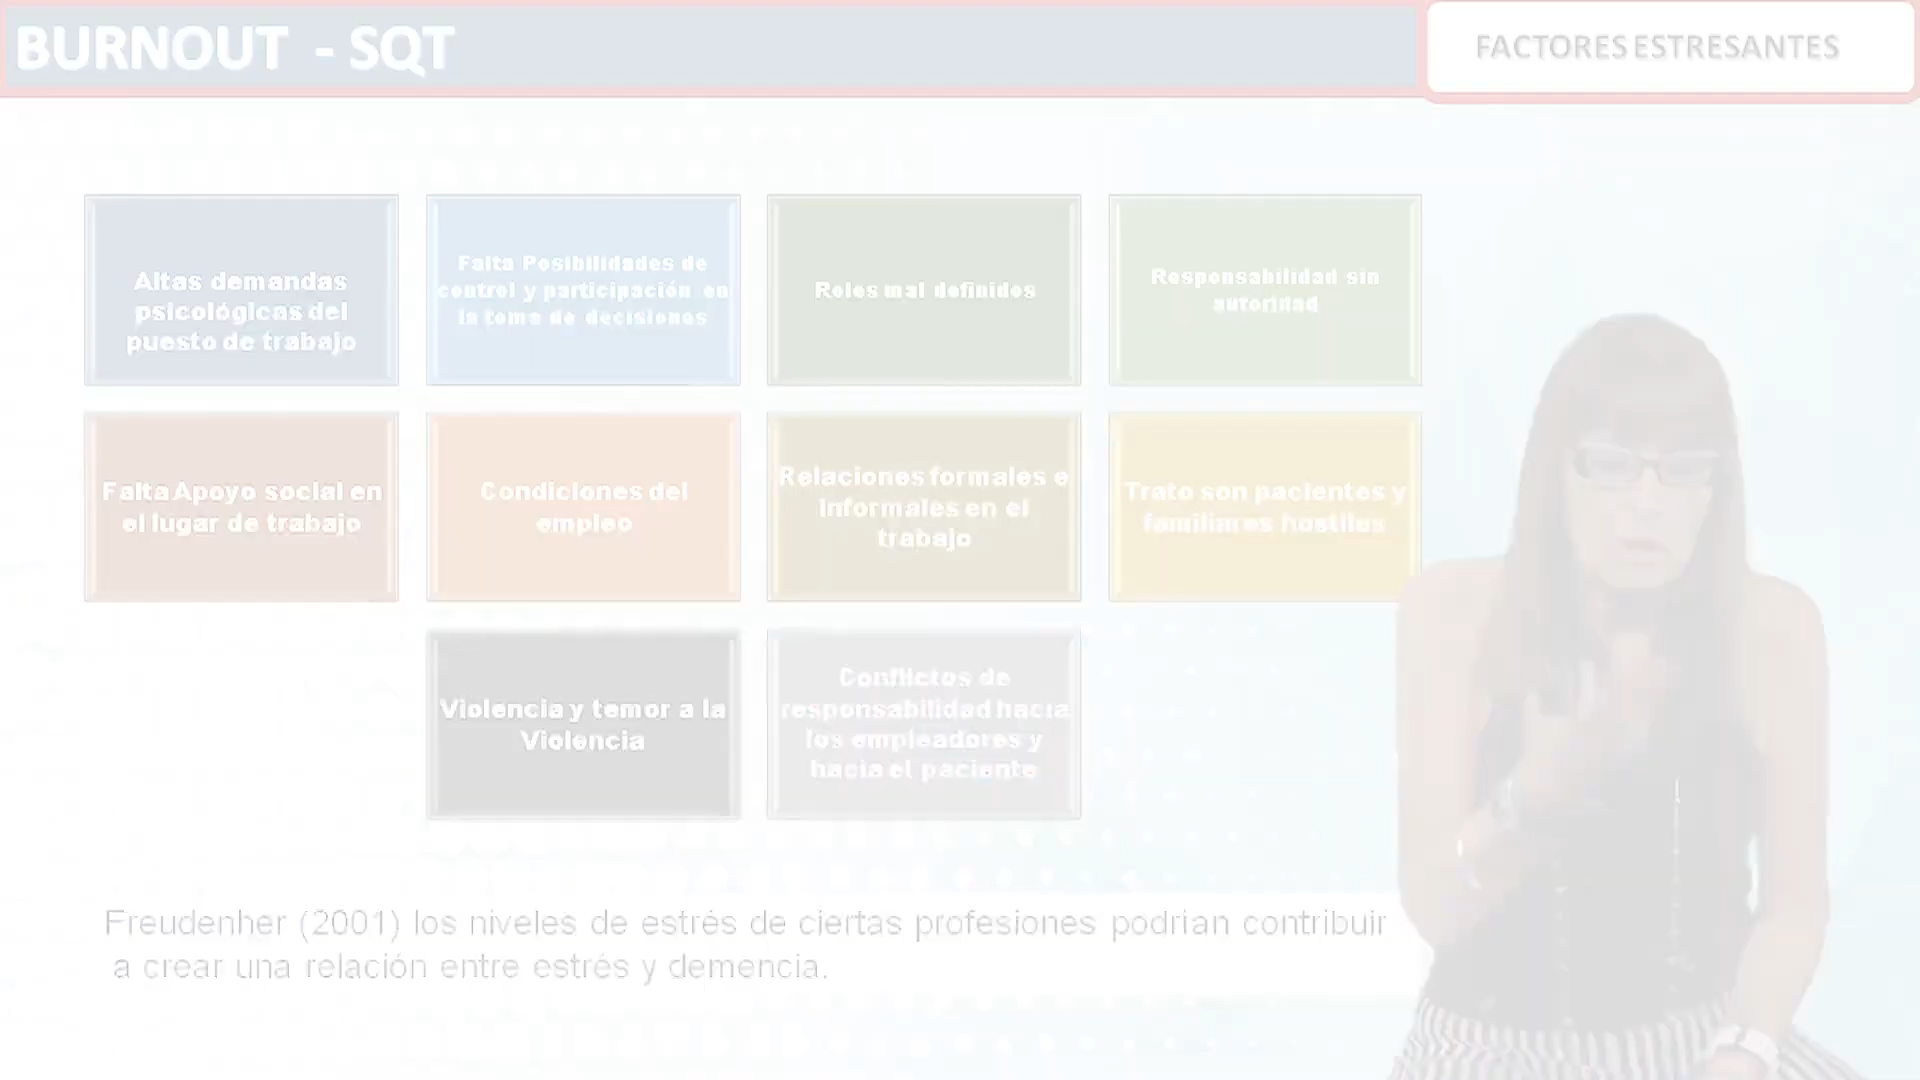 BURNOUT - SQT
FACTORES ESTRESANTES
Altas demandas
psicológicas del
puesto de trabajo
Falta Posibilidades de
control y participación en
la toma de decisiones
Roles mal definidos
Responsabilidad sin
autoridad
Falta Apoyo social en
el lugar de trabajo
Condiciones del
empleo
Relaciones formales e
informales en el
trabajo
Trato son pacientes y
familiares hostiles
Violencia y temor a la
Violencia
Conflictos de
responsabilidad hacia
los empleadores y
hacia el paciente
Freudenher (2001) los niveles de estrés de ciertas profesiones podrían contribuir
a crear una relación entre estrés y demencia.